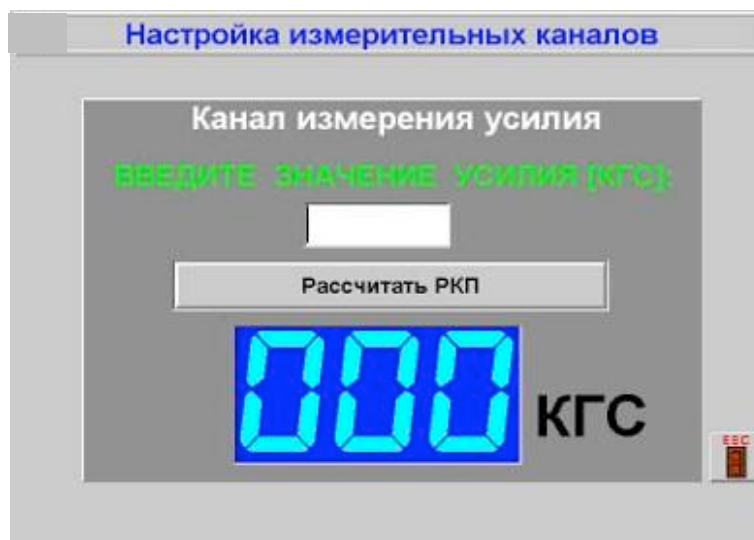 Настройка измерительных каналов
Канал измерения усилия
ВВЕДИТЕ ЗНАЧЕНИЕ УСИЛИЯ [КГС]:
Рассчитать РКП
000 КГС
ESC